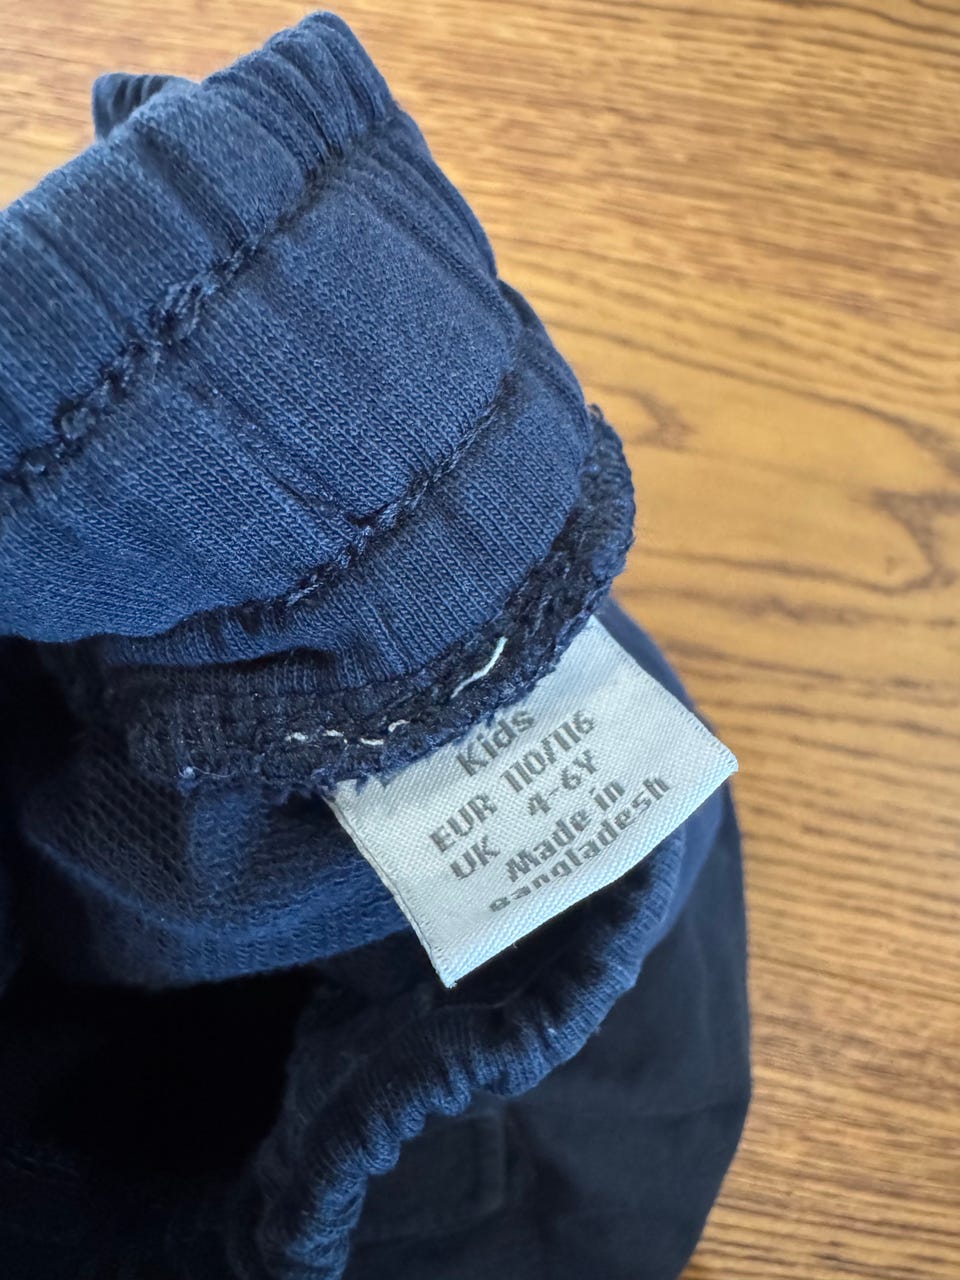 Kids
EUR 110/116
UK 4-6Y
Made in
Bangladesh